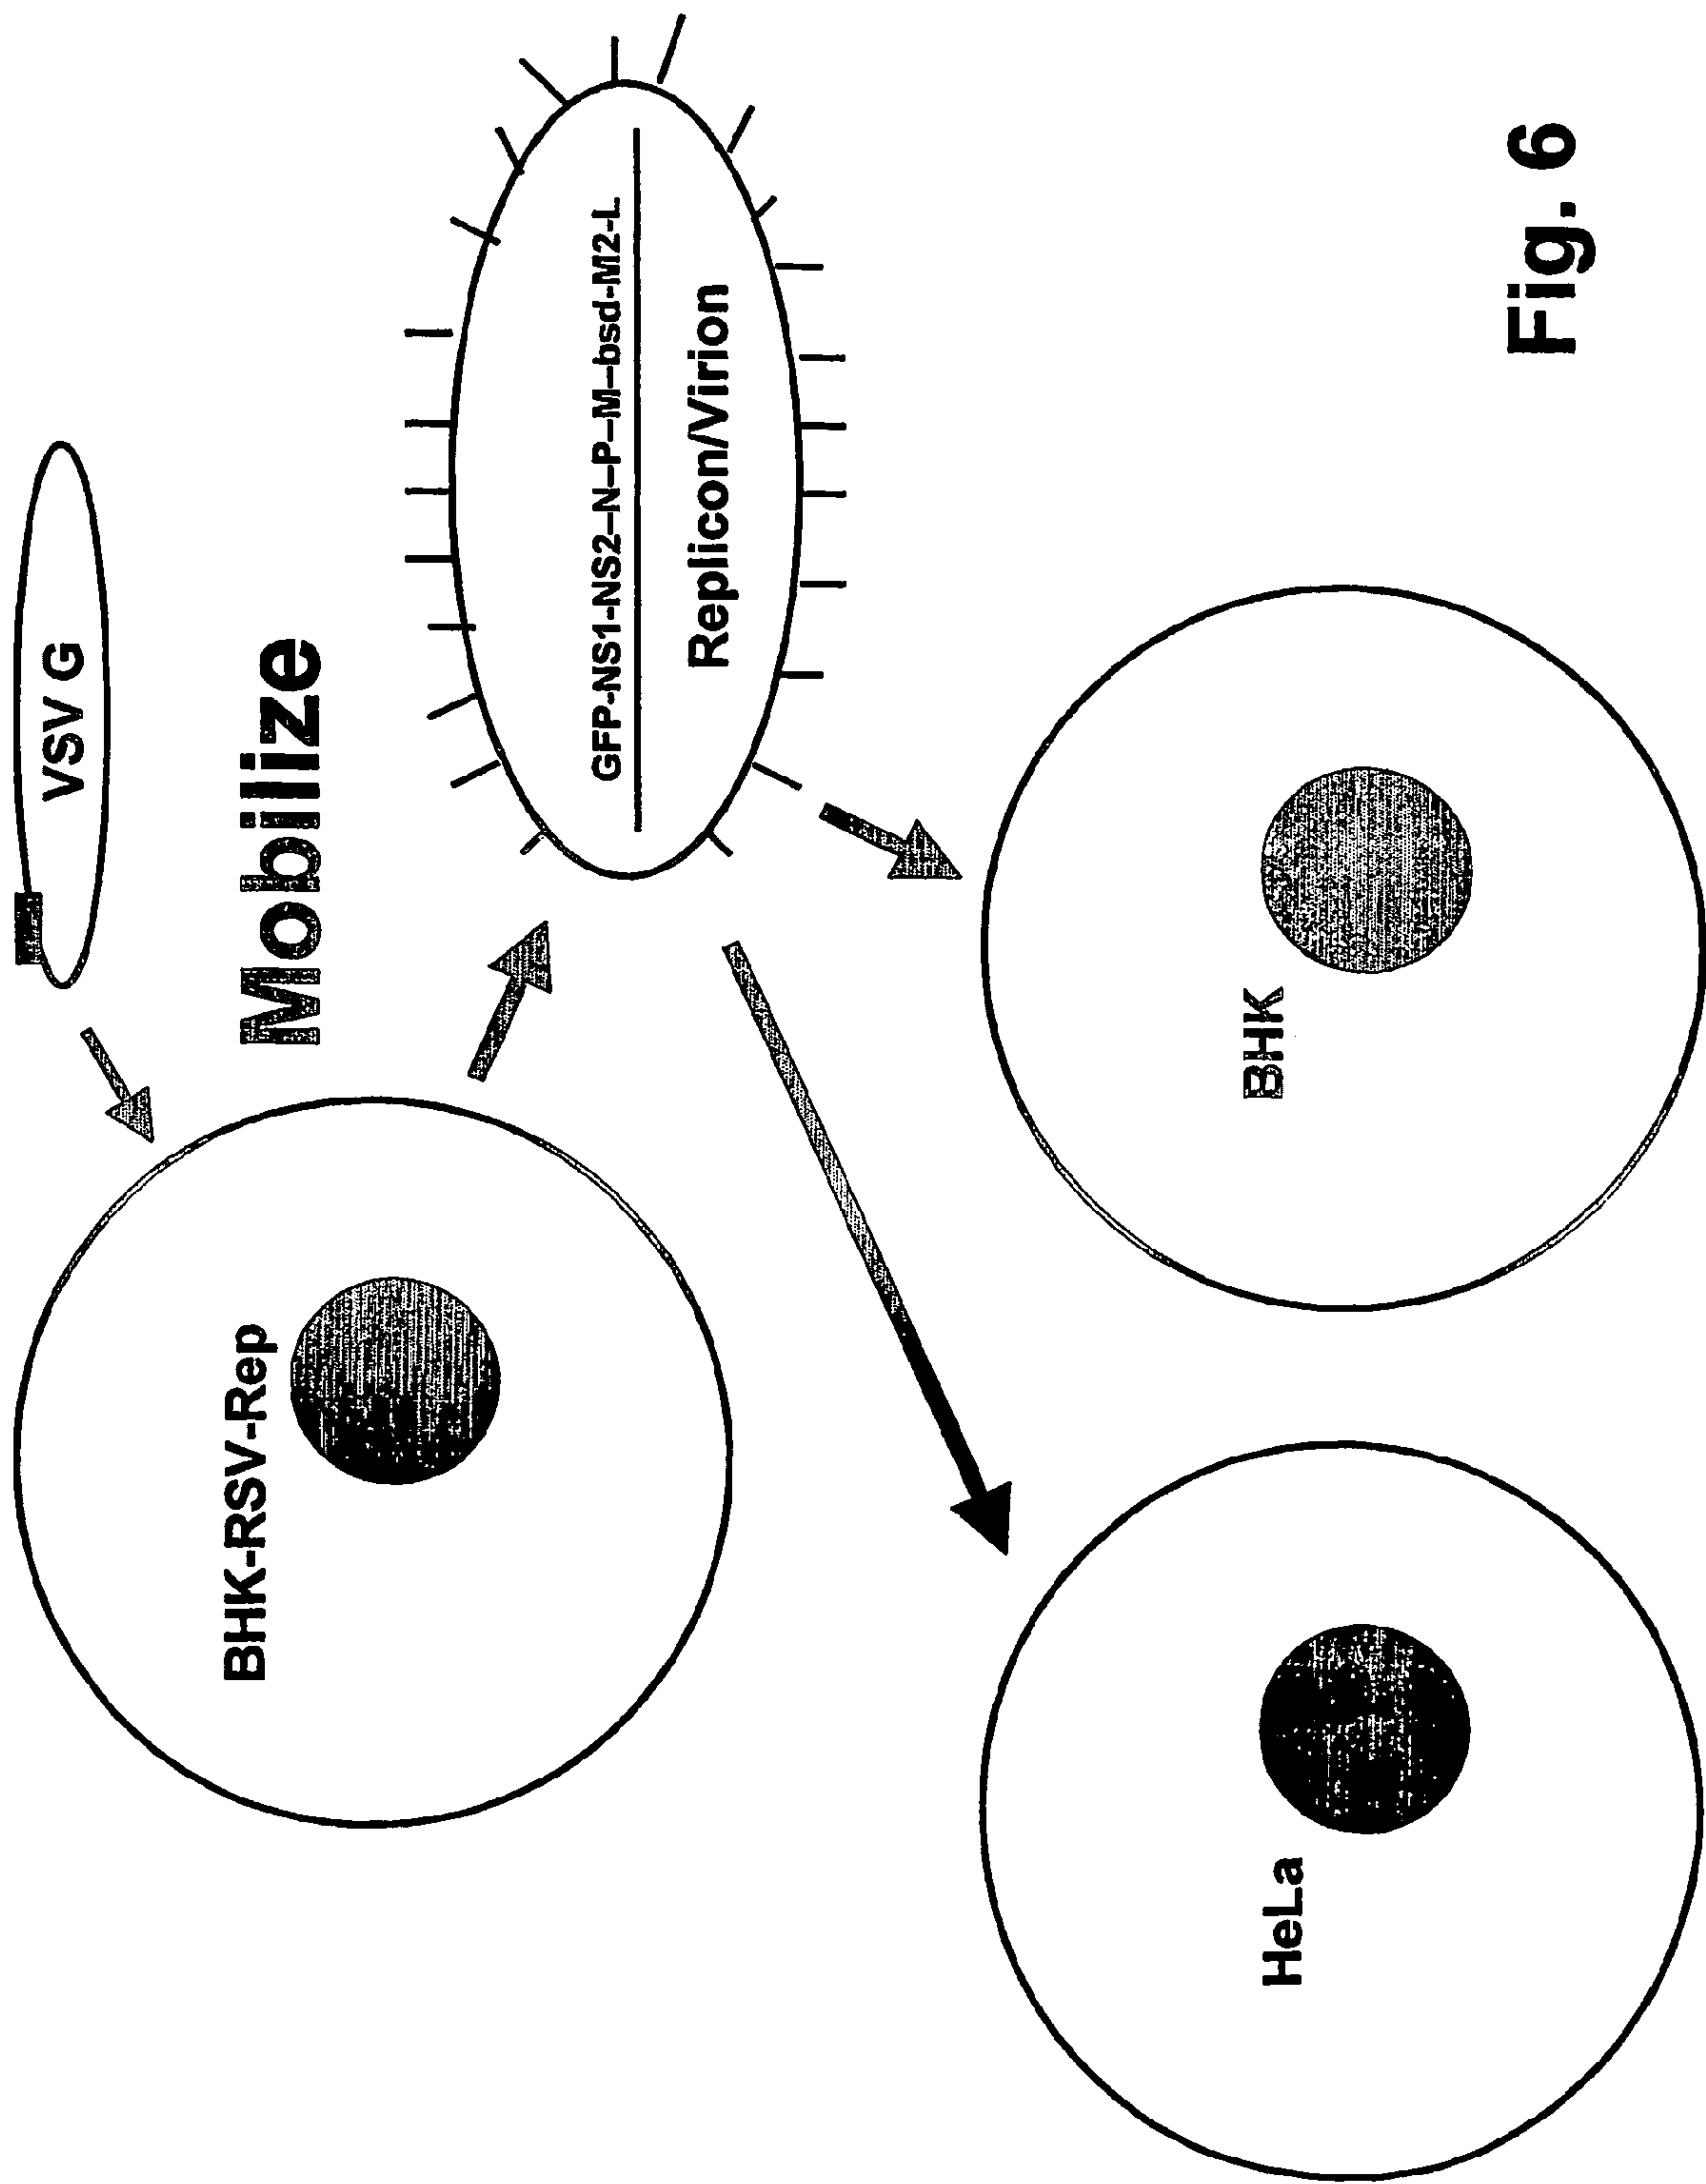 VSV G
BHK-RSV-Rep
Mobilize
GFP-NS1-NS2–N–P–M–bsd-M2-L
Replicon/Virion
HeLa
BHK
Fig. 6